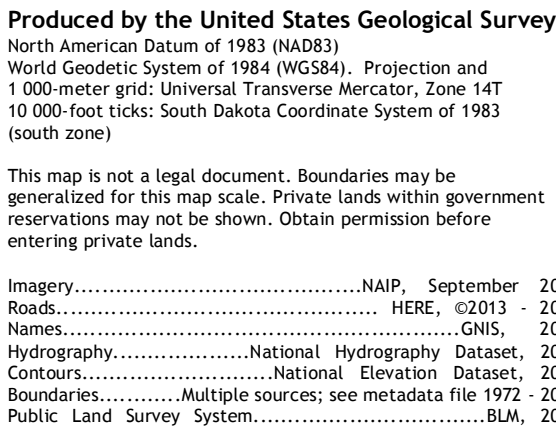 Produced by the United States Geological Survey
North American Datum of 1983 (NAD83)
World Geodetic System of 1984 (WGS84).  Projection and
1 000-meter grid: Universal Transverse Mercator, Zone 14T
10 000-foot ticks: South Dakota Coordinate System of 1983
(south zone)
This map is not a legal document. Boundaries may be
generalized for this map scale. Private lands within government
reservations may not be shown. Obtain permission before
entering private lands.
Imagery..........................................NAIP, September 20
Roads.............................................. HERE, ©2013 - 20
Names.........................................................GNIS, 20
Hydrography....................National Hydrography Dataset, 20
Contours............................National Elevation Dataset, 20
Boundaries............Multiple sources; see metadata file 1972 - 20
Public Land Survey System..................................BLM, 20